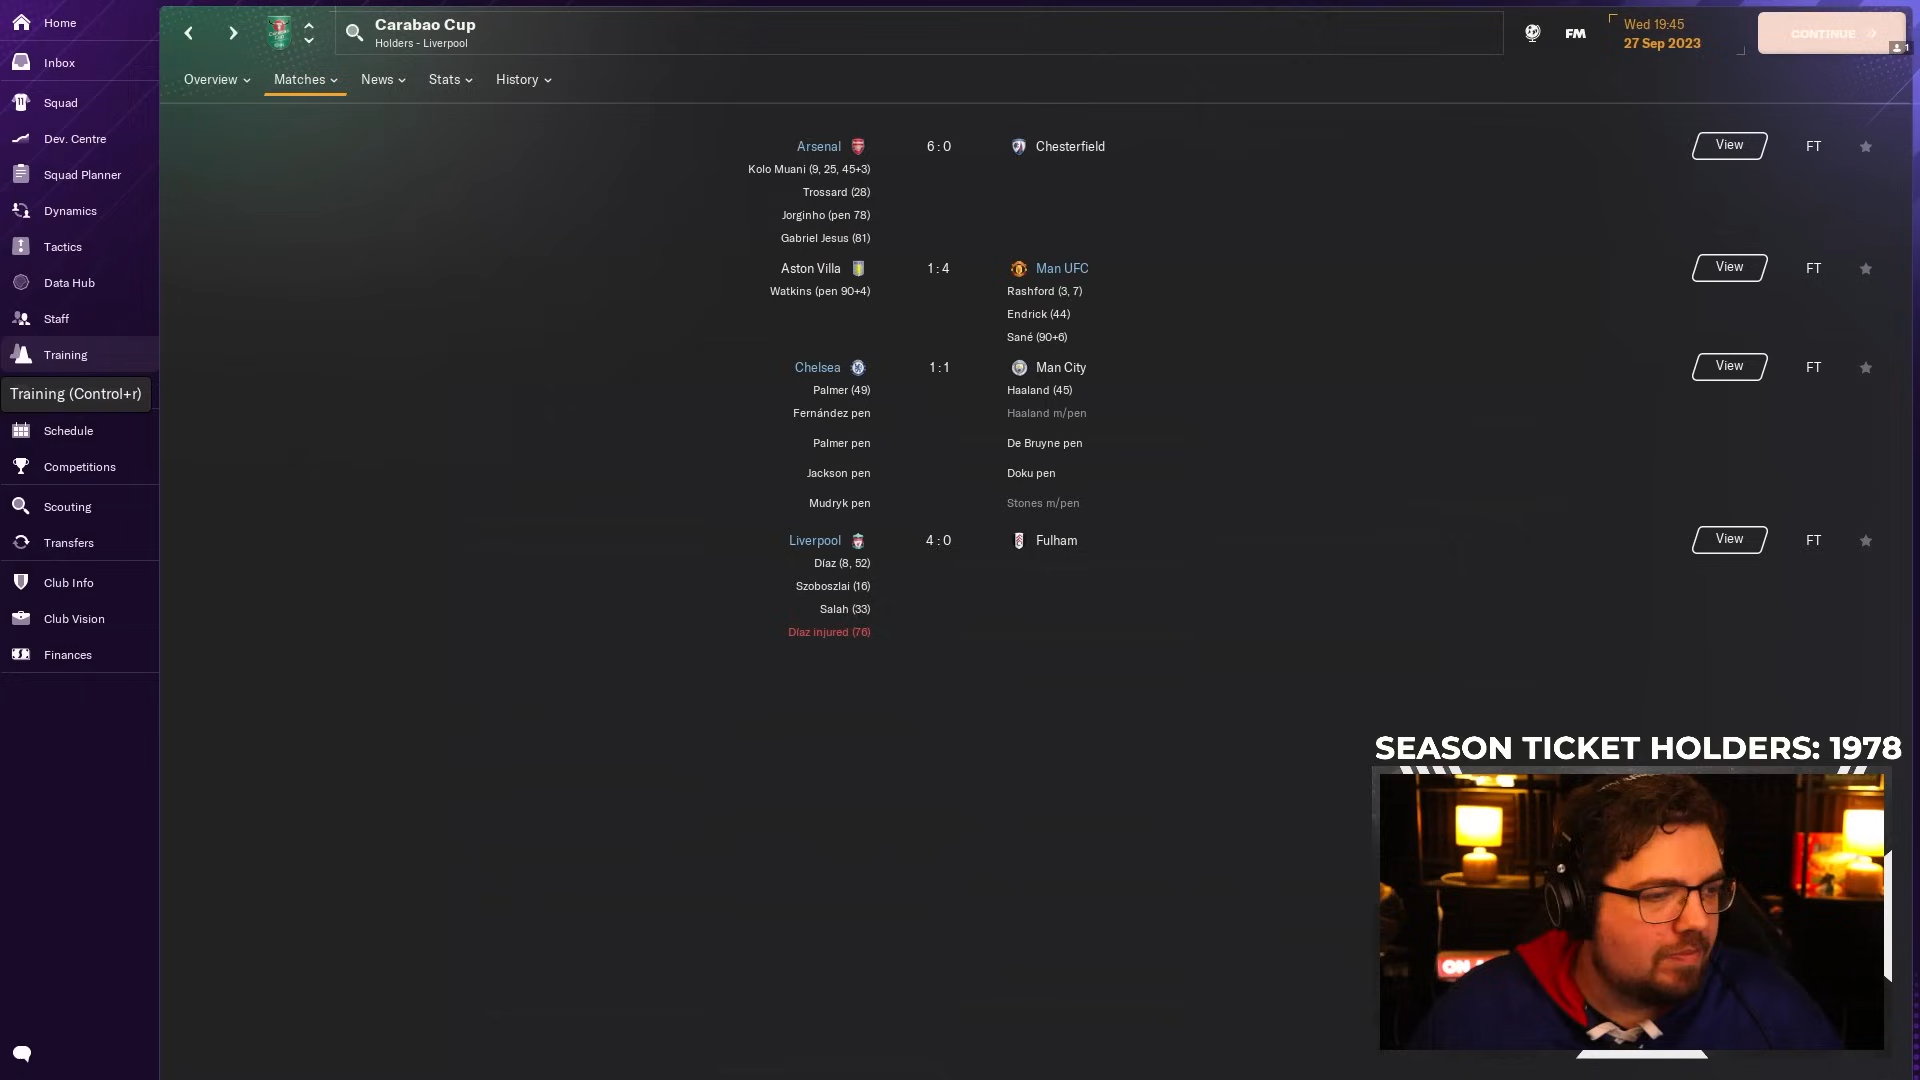 Home
Inbox
Squad
Dev. Centre
Squad Planner
Dynamics
Tactics
Data Hub
Staff
Training
Training (Control+r)
Schedule
Competitions
Scouting
Transfers
Club Info
Club Vision
Finances
Carabao Cup
Holders - Liverpool
FM
Wed 19:45
27 Sep 2023
CONTINUE
1
Overview
Matches
News
Stats
History
Arsenal 6 : 0 Chesterfield View FT
Kolo Muani (9, 25, 45+3)
Trossard (28)
Jorginho (pen 78)
Gabriel Jesus (81)
Aston Villa 1 : 4 Man UFC View FT
Watkins (pen 90+4) Rashford (3, 7)
Endrick (44)
Sané (90+6)
Chelsea 1 : 1 Man City View FT
Palmer (49) Haaland (45)
Fernández pen Haaland m/pen
Palmer pen De Bruyne pen
Jackson pen Doku pen
Mudryk pen Stones m/pen
Liverpool 4 : 0 Fulham View FT
Díaz (8, 52)
Szoboszlai (16)
Salah (33)
Díaz injured (76)
SEASON TICKET HOLDERS: 1978
ON